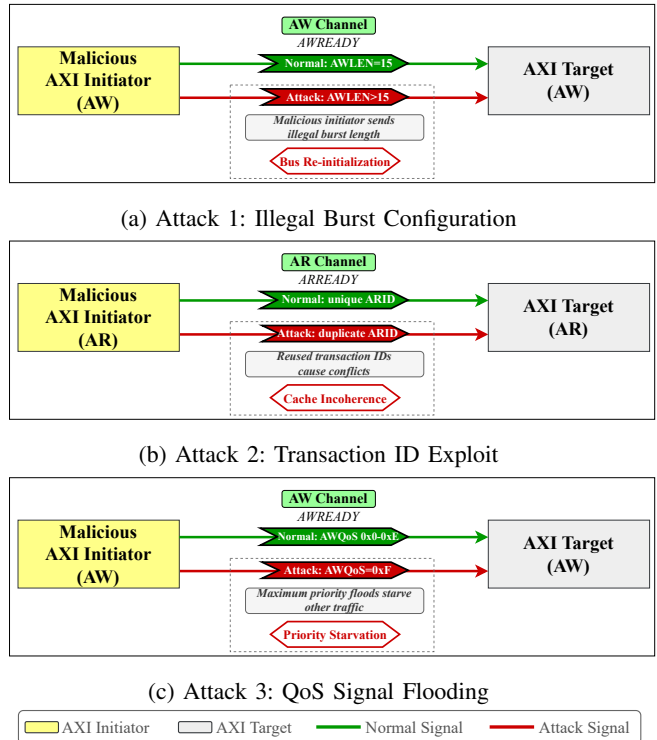 AW Channel
AWREADY
Malicious
AXI Initiator
(AW)
Normal: AWLEN=15
Attack: AWLEN>15
AXI Target
(AW)
Malicious initiator sends
illegal burst length
Bus Re-initialization
(a) Attack 1: Illegal Burst Configuration
AR Channel
ARREADY
Malicious
AXI Initiator
(AR)
Normal: unique ARID
Attack: duplicate ARID
AXI Target
(AR)
Reused transaction IDs
cause conflicts
Cache Incoherence
(b) Attack 2: Transaction ID Exploit
AW Channel
AWREADY
Malicious
AXI Initiator
(AW)
Normal: AWQoS 0x0-0xE
Attack: AWQoS=0xF
AXI Target
(AW)
Maximum priority floods starve
other traffic
Priority Starvation
(c) Attack 3: QoS Signal Flooding
AXI Initiator AXI Target Normal Signal Attack Signal